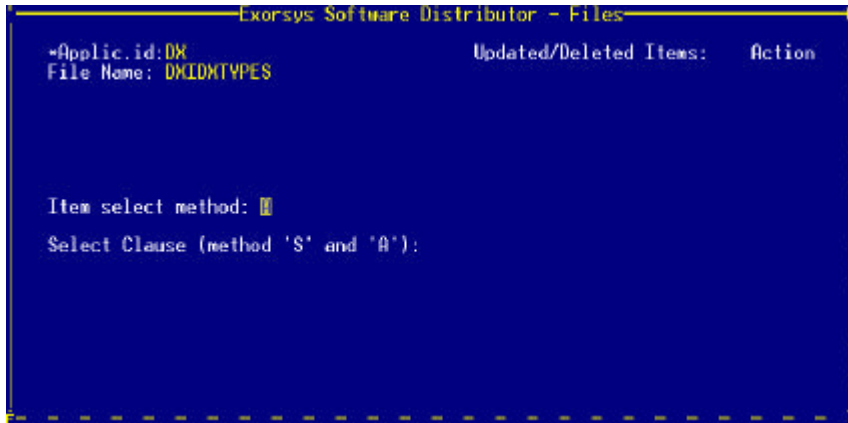 Exorsys Software Distributor - Files
*Applic.id:DX Updated/Deleted Items: Action
File Name: DXIDXTYPES
Item select method:
Select Clause (method 'S' and 'A'):